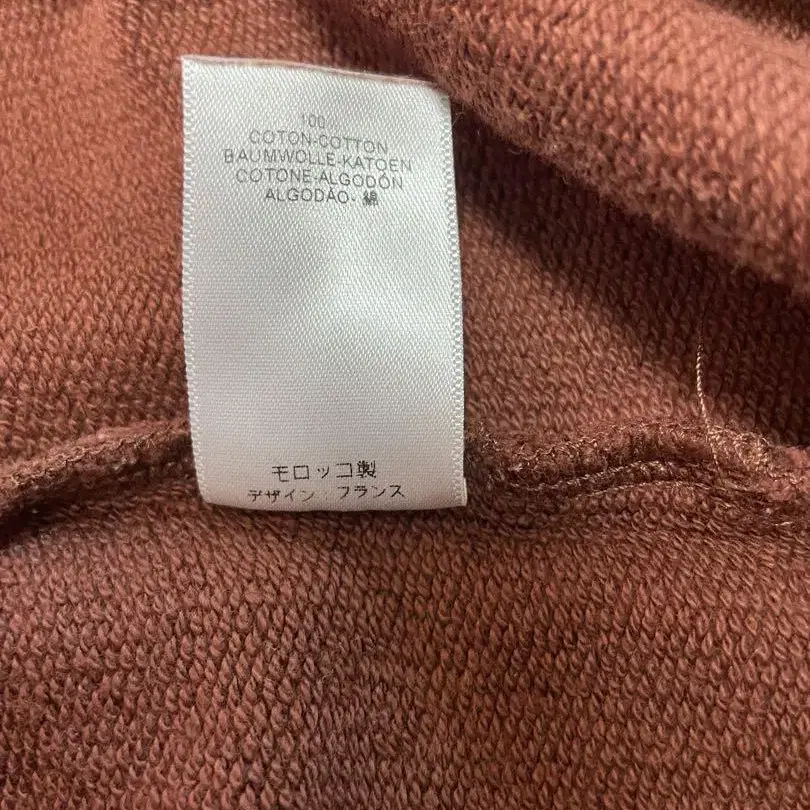 100
COTON-COTTON
BAUMWOLLE-KATOEN
COTONE-ALGODÓN
ALGODÃO- 綿
モロッコ製
デザイン : フランス